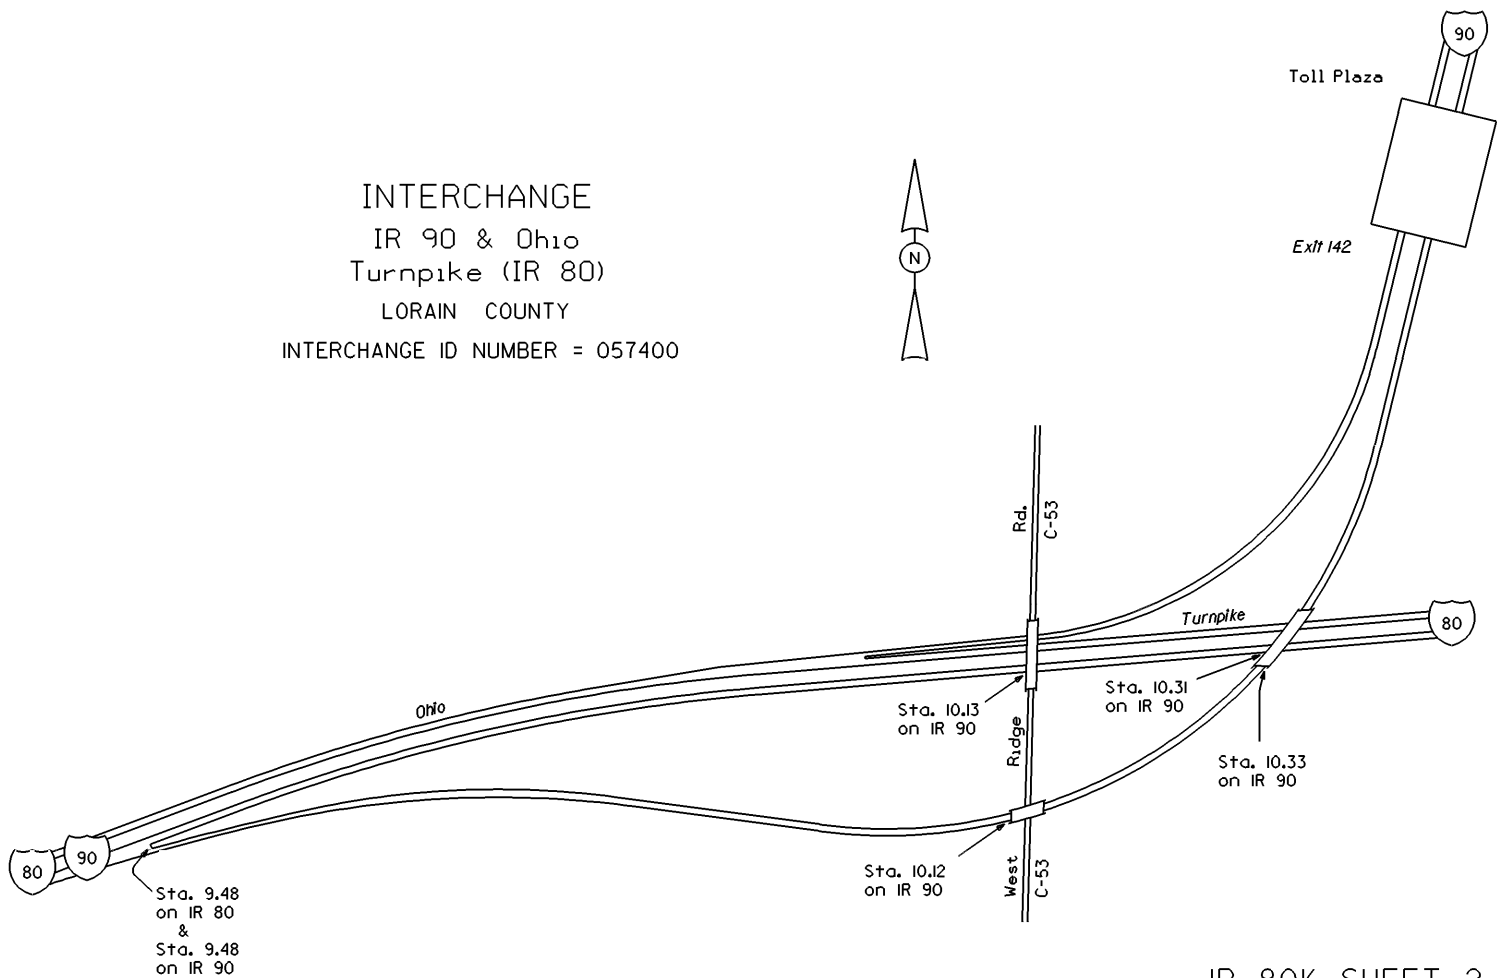 90
Toll Plaza
INTERCHANGE
IR 90 & Ohio
Turnpike (IR 80)
LORAIN COUNTY
INTERCHANGE ID NUMBER = 057400
N
Exit 142
Rd.
C-53
Turnpike
80
Ohio
Sta. 10.13
on IR 90
Sta. 10.31
on IR 90
Ridge
Sta. 10.33
on IR 90
80
90
Sta. 10.12
on IR 90
West
C-53
Sta. 9.48
on IR 80
&
Sta. 9.48
on IR 90